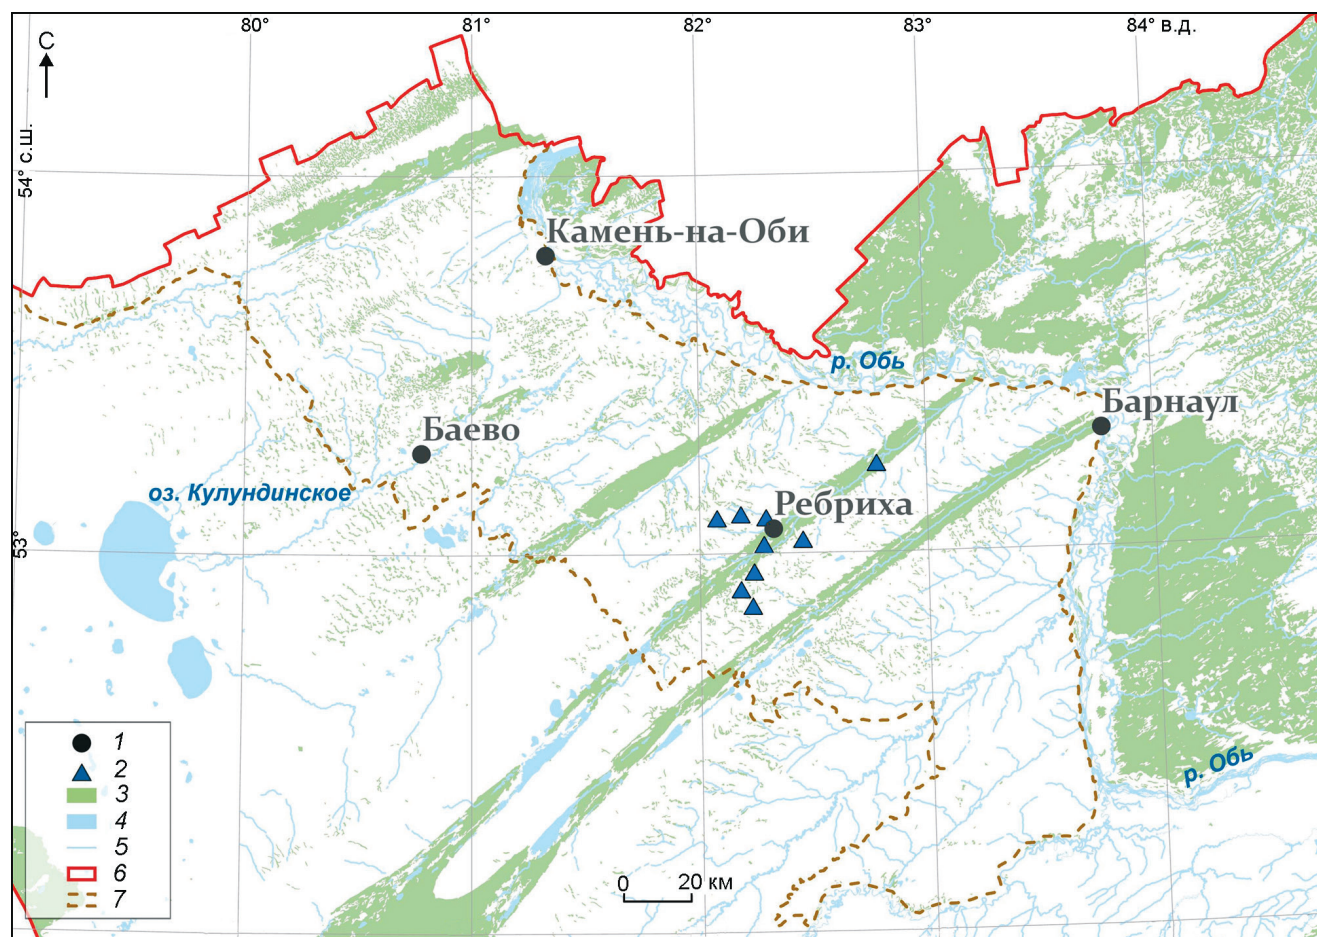 80°
81°
82°
83°
84° в.д.
С
54° с.ш.
Камень-на-Оби
р. Обь
Барнаул
Баево
оз. Кулундинское
Ребриха
53°
р. Обь
1
2
3
4
5
6
7
0 20 км